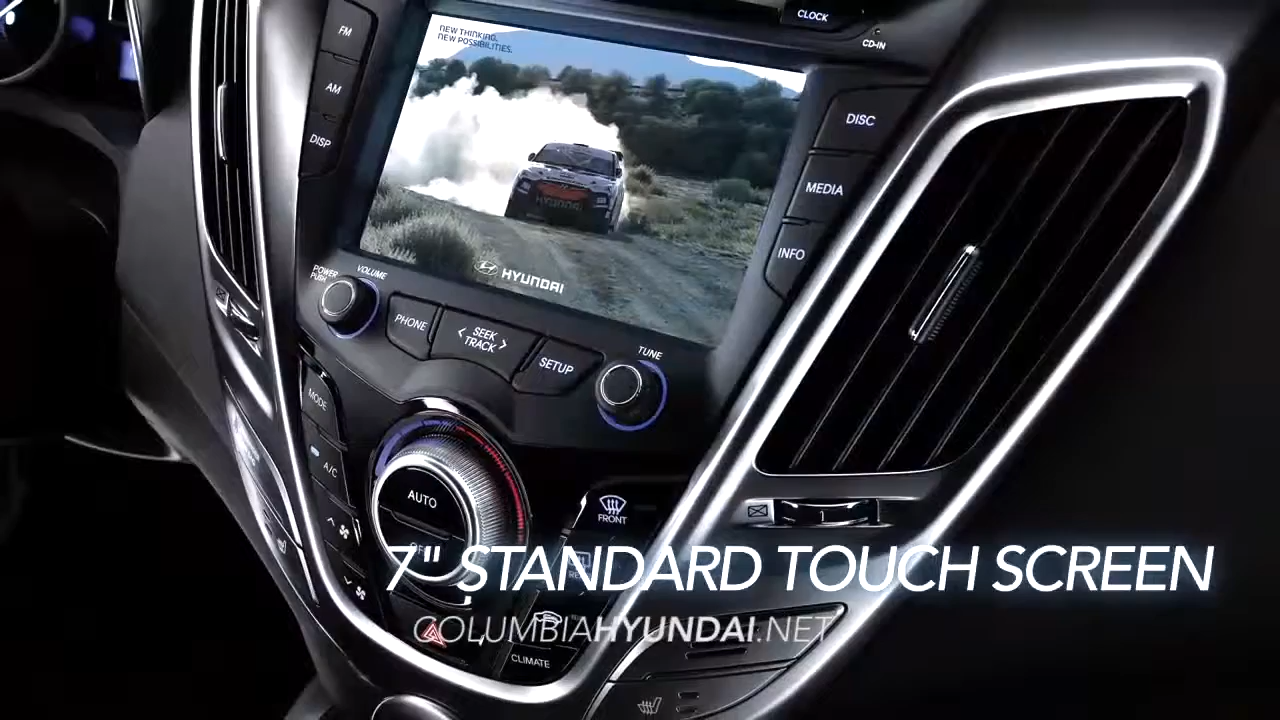 CLOCK
CD-IN
FM
AM
DISP
NEW THINKING.
NEW POSSIBILITIES.
HYUNDAI
HYUNDAI
DISC
MEDIA
INFO
POWER
PUSH
VOLUME
PHONE
SEEK
TRACK
SETUP
TUNE
MODE
A/C
AUTO
FRONT
7" STANDARD TOUCH SCREEN
COLUMBIAHYUNDAI.NET
CLIMATE